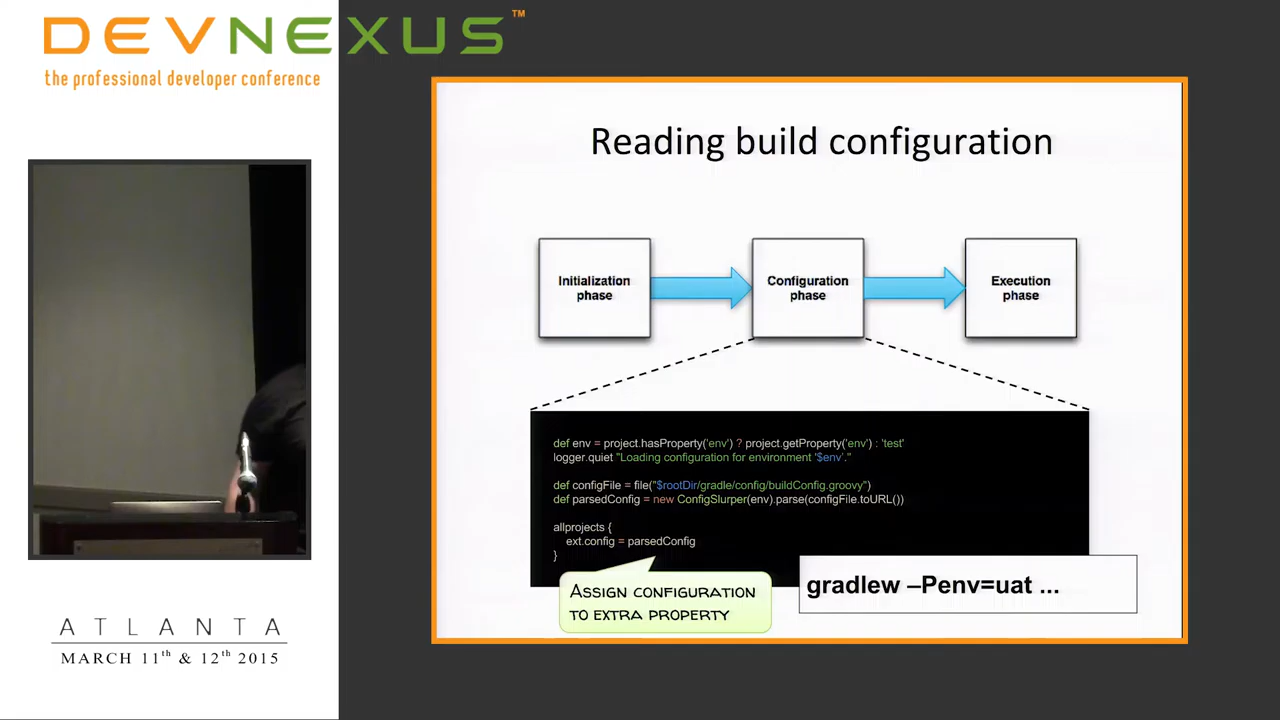 DEVNEXUS™
the professional developer conference
Reading build configuration
Initialization
phase
Configuration
phase
Execution
phase
def env = project.hasProperty('env') ? project.getProperty('env') : 'test'
logger.quiet "Loading configuration for environment '$env'."
def configFile = file("$rootDir/gradle/config/buildConfig.groovy")
def parsedConfig = new ConfigSlurper(env).parse(configFile.toURL())
allprojects {
ext.config = parsedConfig
}
ASSIGN CONFIGURATION
TO EXTRA PROPERTY
gradlew –Penv=uat ...
ATLANTA
MARCH 11th & 12th 2015